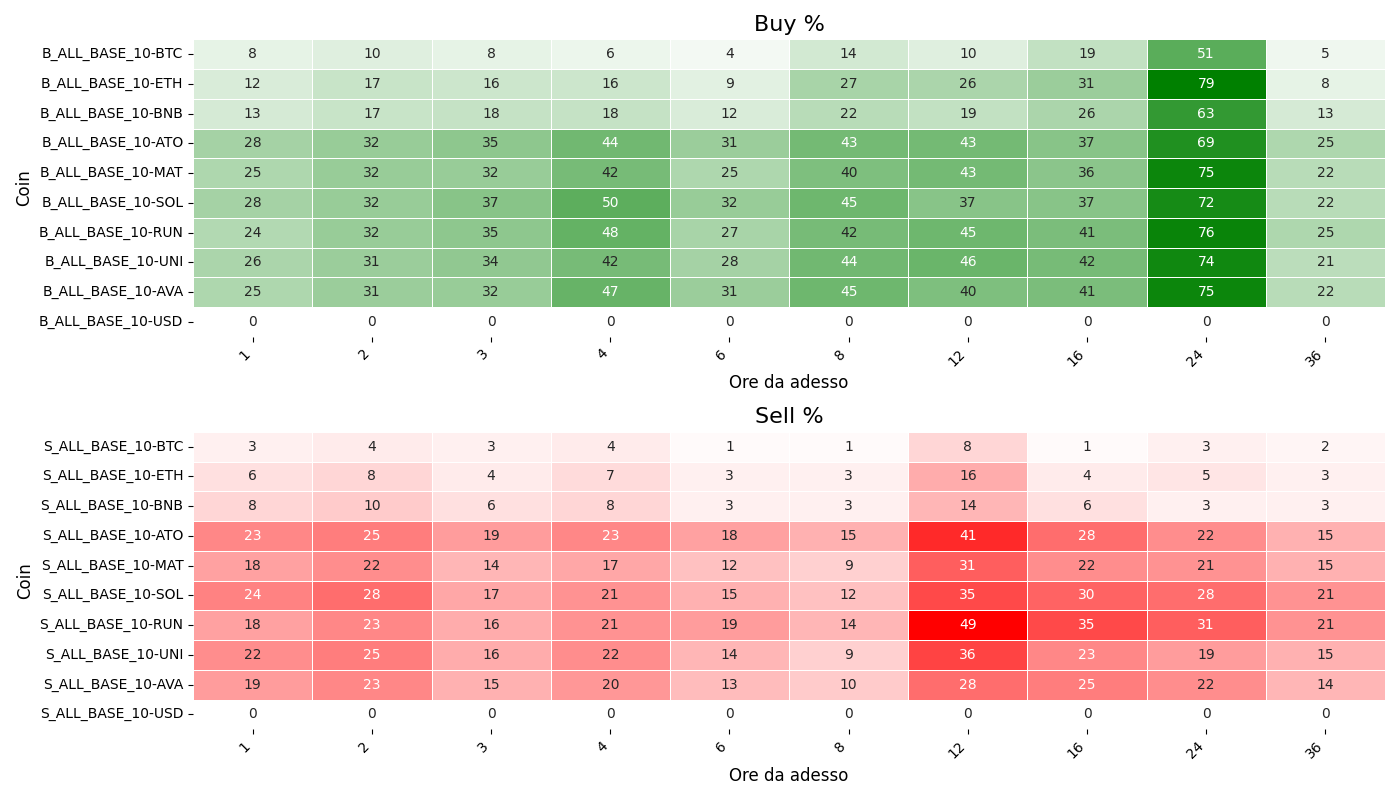 Buy %
Coin
B_ALL_BASE_10-BTC 8 10 8 6 4 14 10 19 51 5
B_ALL_BASE_10-ETH 12 17 16 16 9 27 26 31 79 8
B_ALL_BASE_10-BNB 13 17 18 18 12 22 19 26 63 13
B_ALL_BASE_10-ATO 28 32 35 44 31 43 43 37 69 25
B_ALL_BASE_10-MAT 25 32 32 42 25 40 43 36 75 22
B_ALL_BASE_10-SOL 28 32 37 50 32 45 37 37 72 22
B_ALL_BASE_10-RUN 24 32 35 48 27 42 45 41 76 25
B_ALL_BASE_10-UNI 26 31 34 42 28 44 46 42 74 21
B_ALL_BASE_10-AVA 25 31 32 47 31 45 40 41 75 22
B_ALL_BASE_10-USD 0 0 0 0 0 0 0 0 0 0
1 2 3 4 6 8 12 16 24 36
Ore da adesso
Sell %
Coin
S_ALL_BASE_10-BTC 3 4 3 4 1 1 8 1 3 2
S_ALL_BASE_10-ETH 6 8 4 7 3 3 16 4 5 3
S_ALL_BASE_10-BNB 8 10 6 8 3 3 14 6 3 3
S_ALL_BASE_10-ATO 23 25 19 23 18 15 41 28 22 15
S_ALL_BASE_10-MAT 18 22 14 17 12 9 31 22 21 15
S_ALL_BASE_10-SOL 24 28 17 21 15 12 35 30 28 21
S_ALL_BASE_10-RUN 18 23 16 21 19 14 49 35 31 21
S_ALL_BASE_10-UNI 22 25 16 22 14 9 36 23 19 15
S_ALL_BASE_10-AVA 19 23 15 20 13 10 28 25 22 14
S_ALL_BASE_10-USD 0 0 0 0 0 0 0 0 0 0
1 2 3 4 6 8 12 16 24 36
Ore da adesso